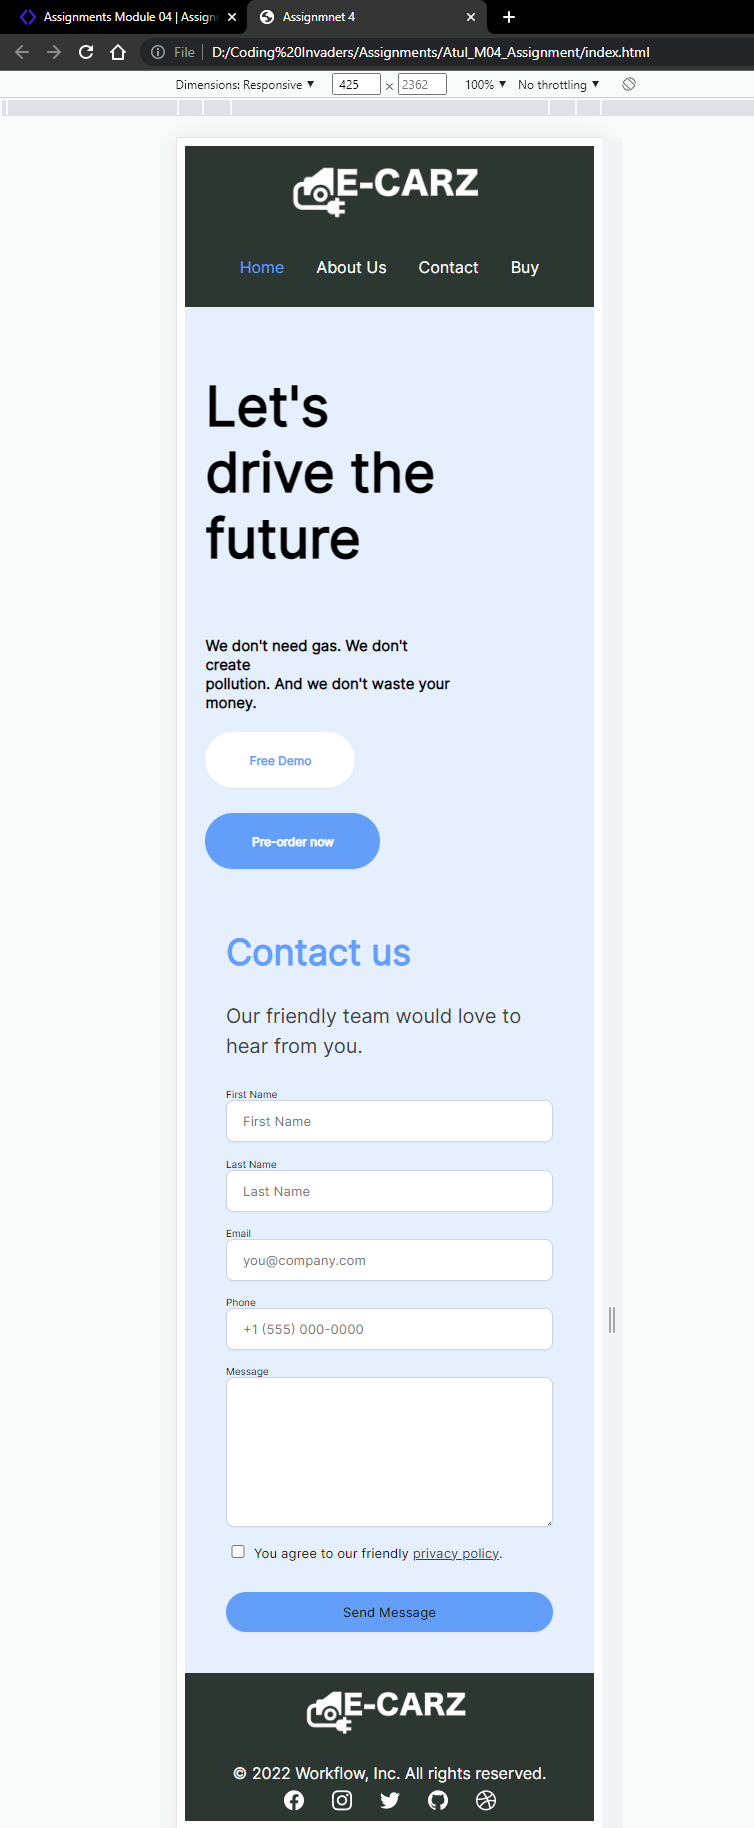 Assignments Module 04 | Assign
Assignmnet 4
File
D:/Coding%20Invaders/Assignments/Atul_M04_Assignment/index.html
Dimensions: Responsive ▼ 425 × 2362 100% ▼ No throttling ▼
E-CARZ
Home About Us Contact Buy
Let's
drive the
future
We don't need gas. We don't
create
pollution. And we don't waste your
money.
Free Demo
Pre-order now
Contact us
Our friendly team would love to
hear from you.
First Name
First Name
Last Name
Last Name
Email
you@company.com
Phone
+1 (555) 000-0000
Message
You agree to our friendly privacy policy.
Send Message
E-CARZ
© 2022 Workflow, Inc. All rights reserved.